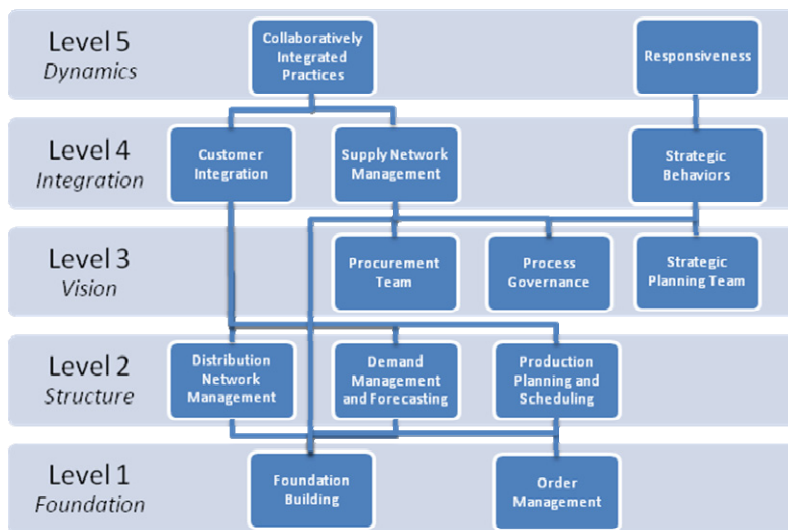 Level 5
Dynamics
Collaboratively
Integrated
Practices
Responsiveness
Level 4
Integration
Customer
Integration
Supply Network
Management
Strategic
Behaviors
Level 3
Vision
Procurement
Team
Process
Governance
Strategic
Planning Team
Level 2
Structure
Distribution
Network
Management
Demand
Management
and Forecasting
Production
Planning and
Scheduling
Level 1
Foundation
Foundation
Building
Order
Management